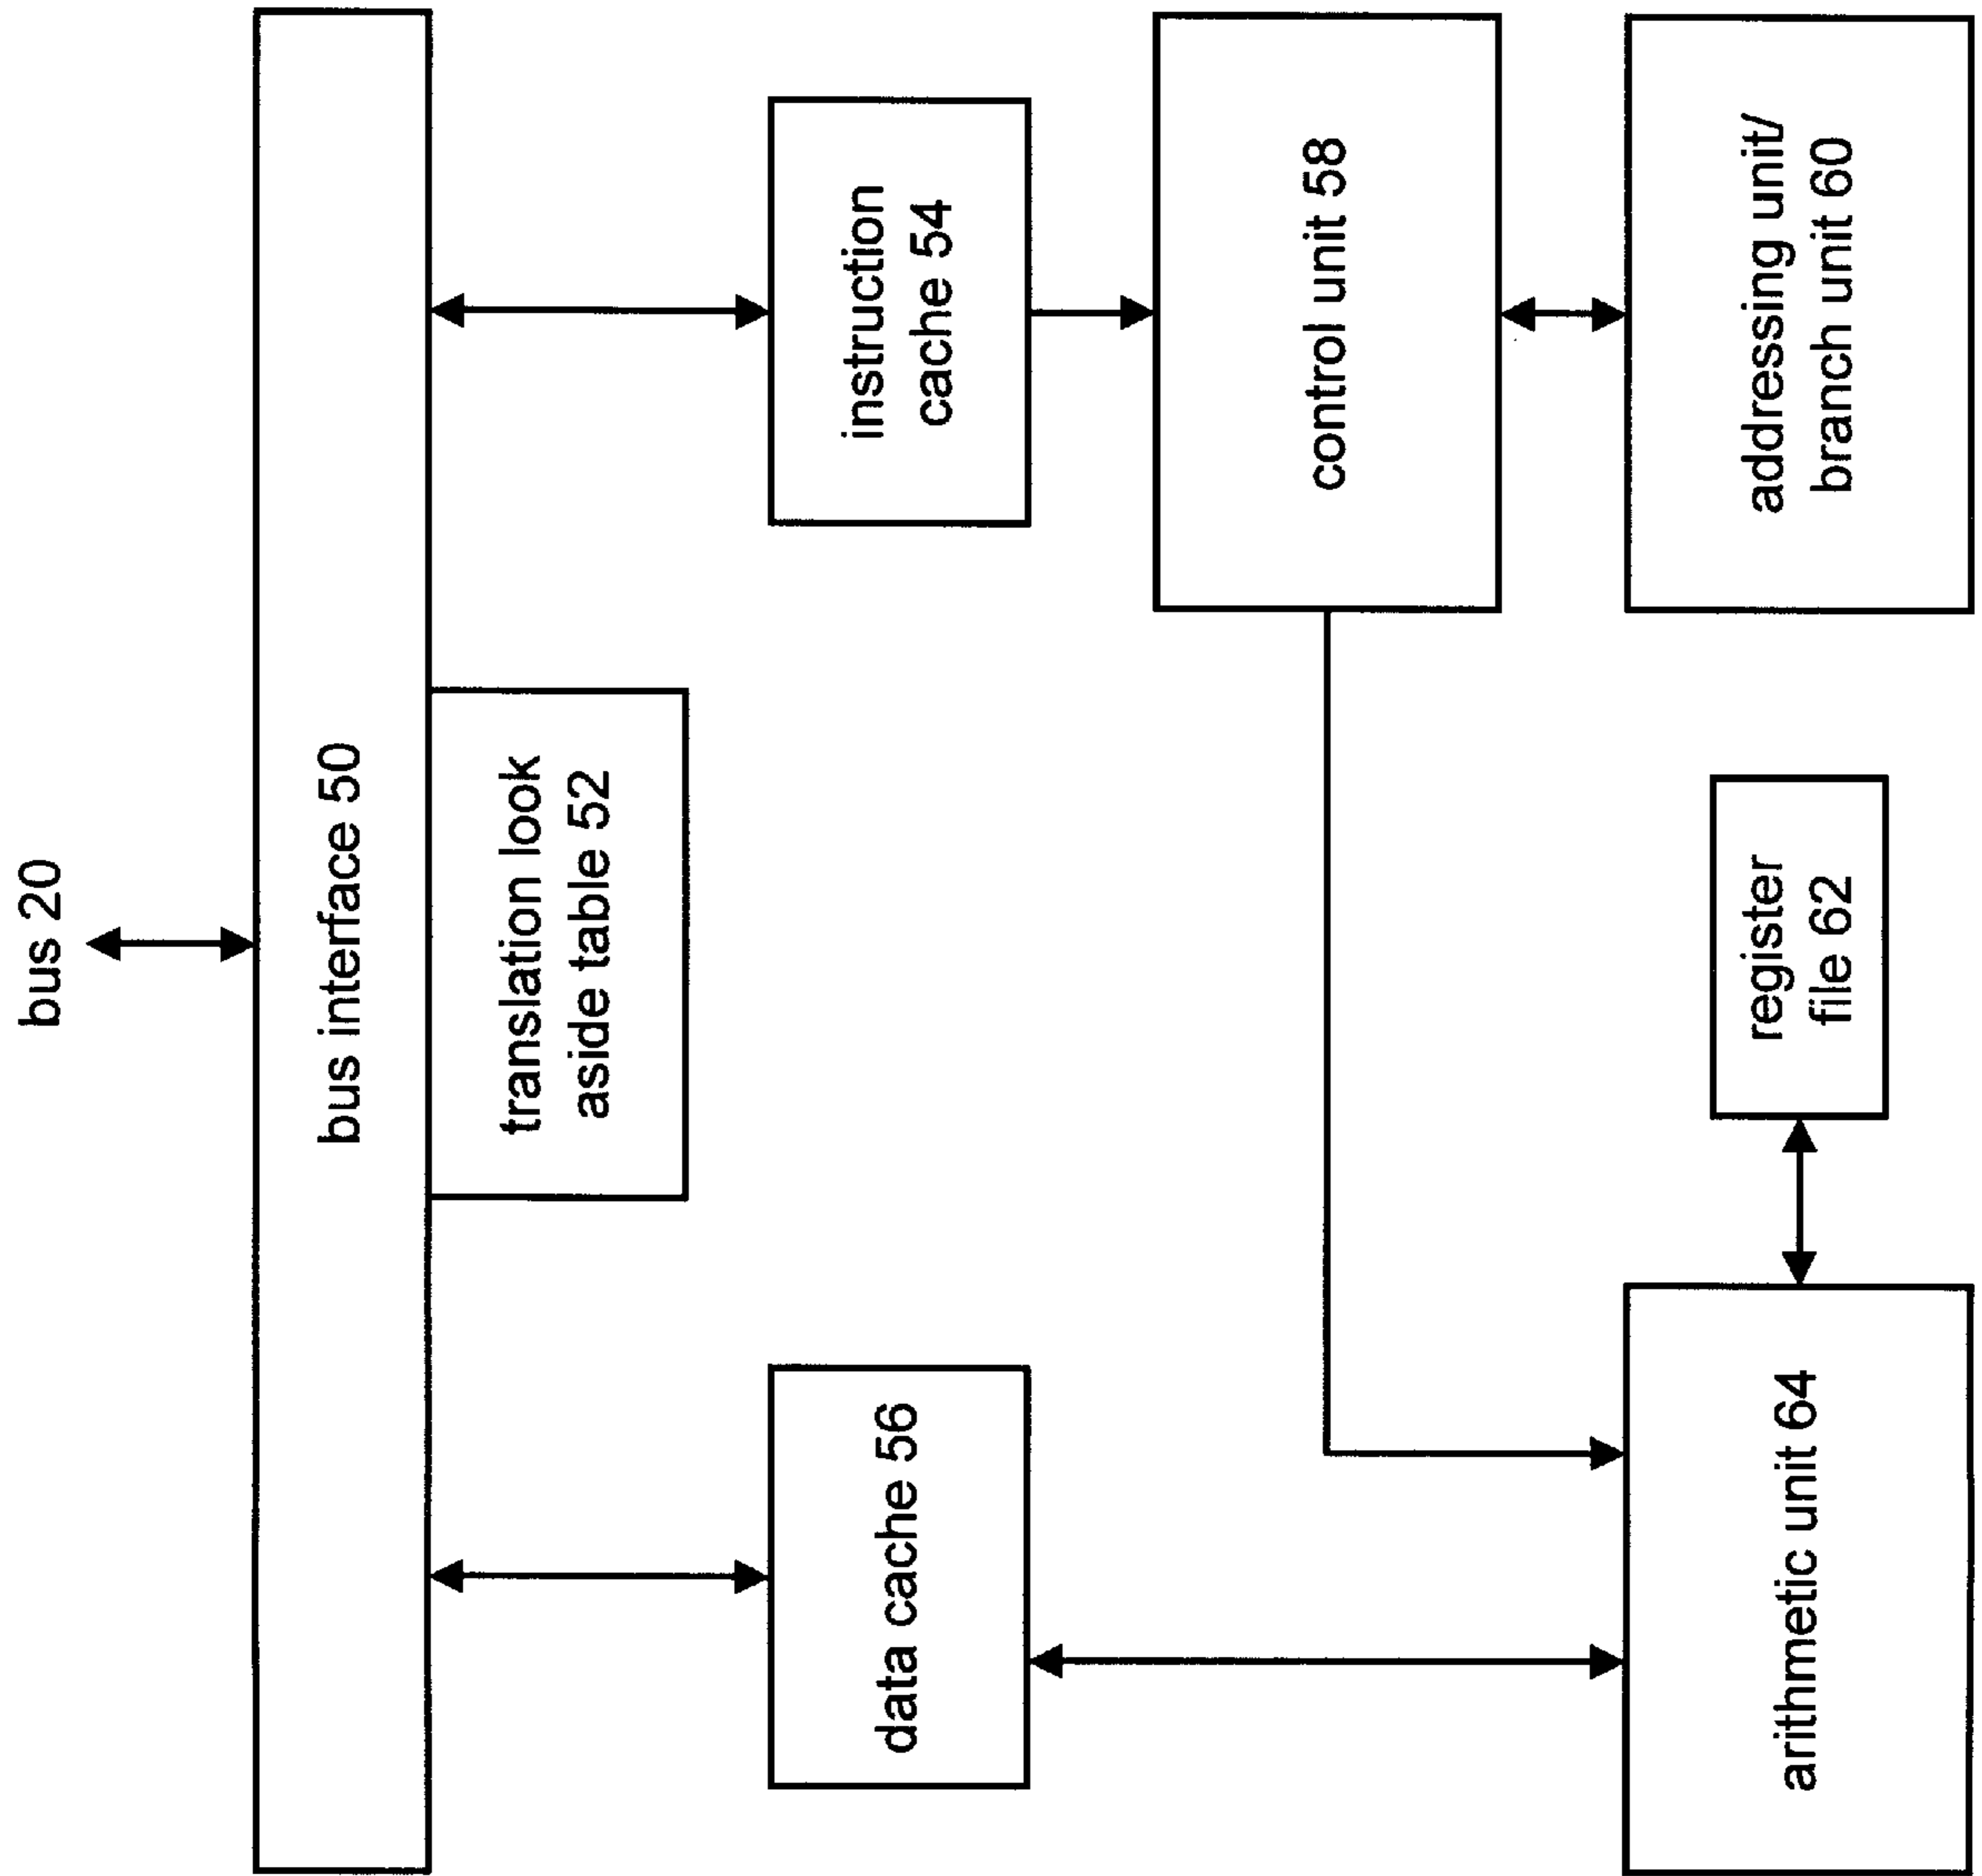 bus 20
bus interface 50
translation look
aside table 52
data cache 56
instruction
cache 54
control unit 58
arithmetic unit 64
register
file 62
addressing unit/
branch unit 60